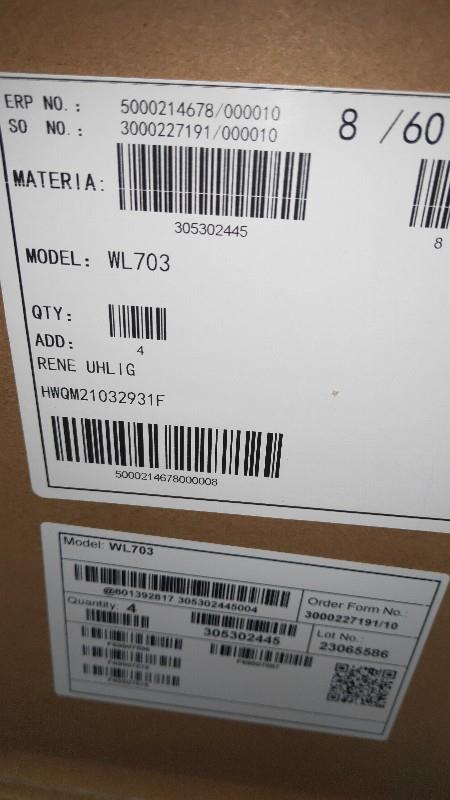 ERP NO.: 5000214678/000010
SO NO.: 3000227191/000010
8 /60
MATERIA:
305302445
8
MODEL: WL703
QTY:
4
ADD:
RENE UHLIG
HWQM21032931F
5000214678000008
Model: WL703
@801392817 305302445004
Quantity: 4
305302445
Order Form No.:
3000227191/10
Lot No.:
23065586